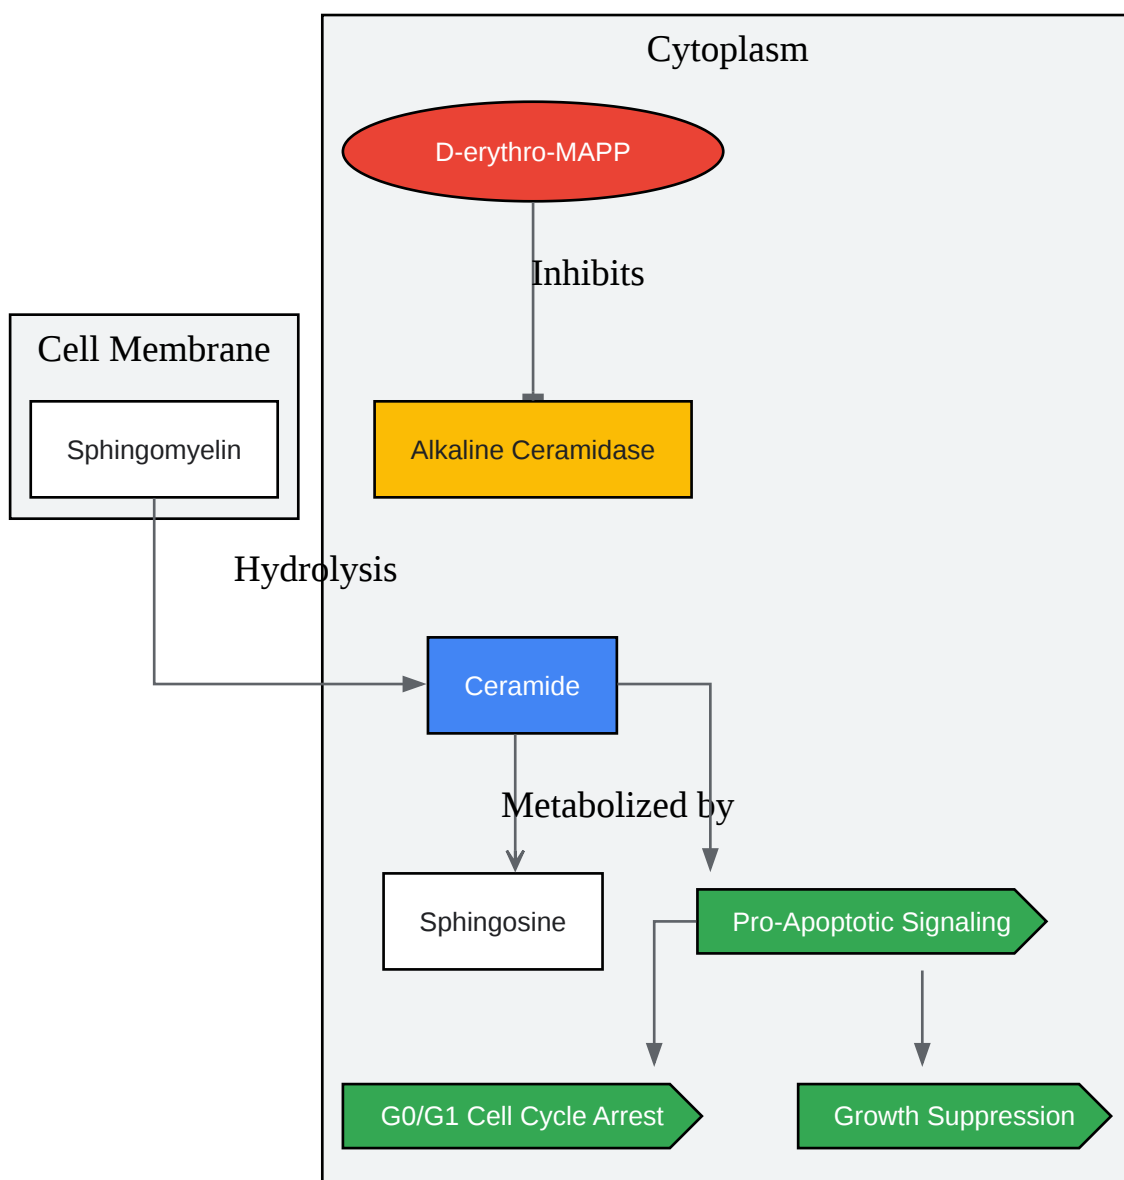 Cytoplasm
D-erythro-MAPP
Inhibits
Cell Membrane
Sphingomyelin
Alkaline Ceramidase
Hydrolysis
Ceramide
Metabolized by
Sphingosine
Pro-Apoptotic Signaling
G0/G1 Cell Cycle Arrest
Growth Suppression